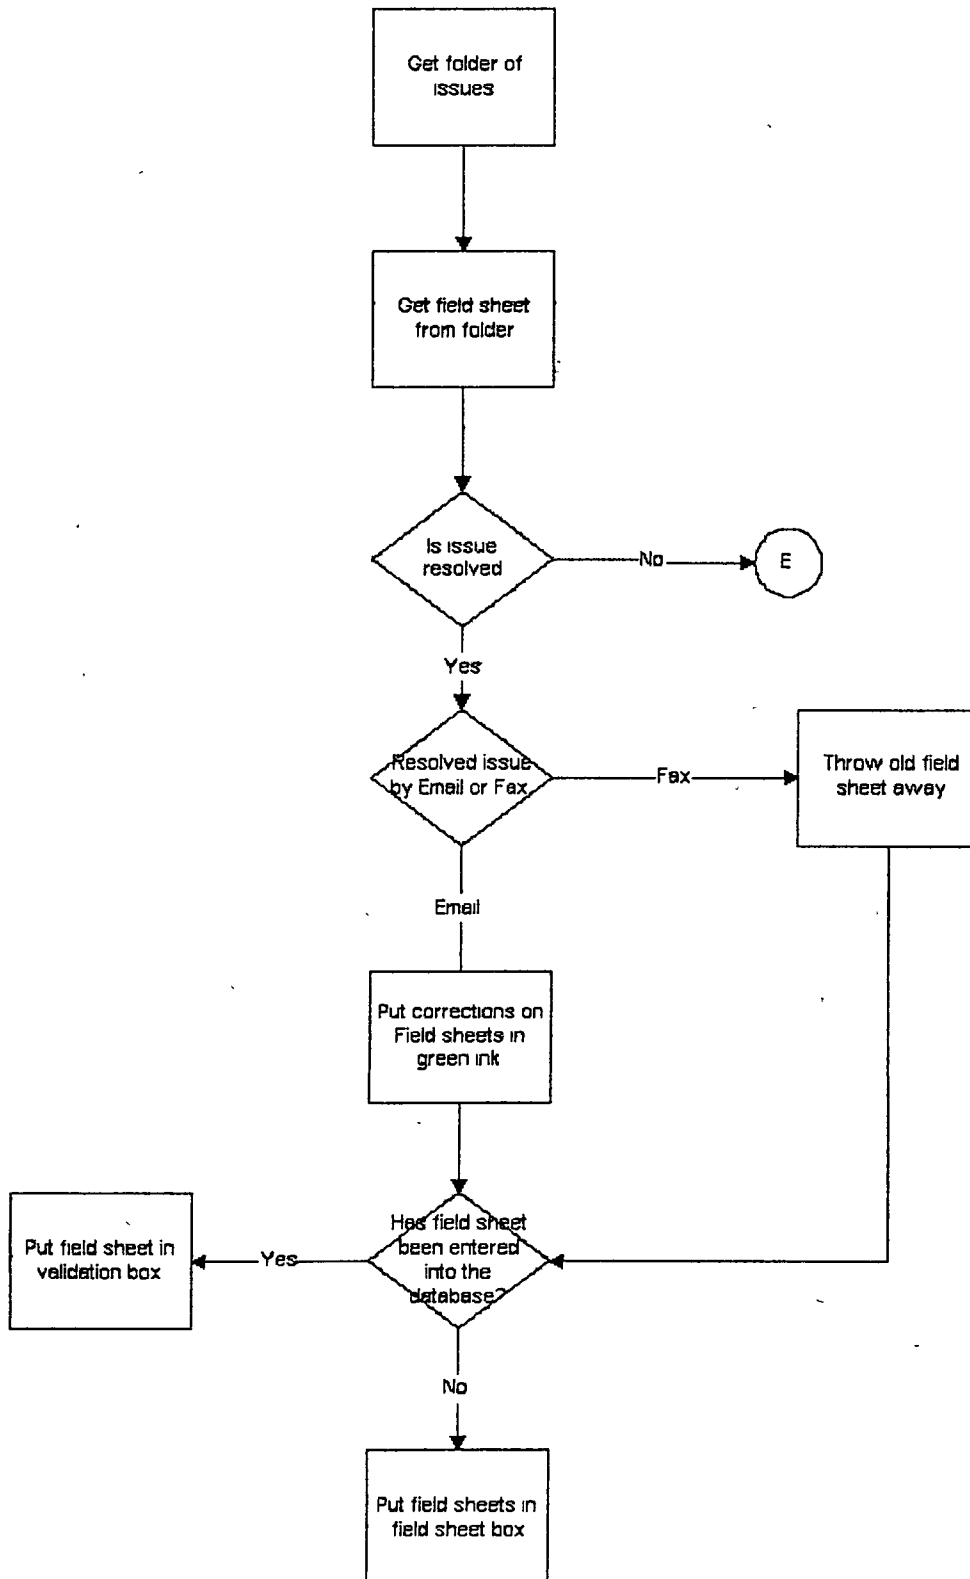 Get folder of
issues
Get field sheet
from folder
Is issue
resolved
No
E
Yes
Resolved issue
by Email or Fax
Fax
Throw old field
sheet away
Email
Put corrections on
Field sheets in
green ink
Has field sheet
been entered
into the
database?
Yes
Put field sheet in
validation box
No
Put field sheets in
field sheet box